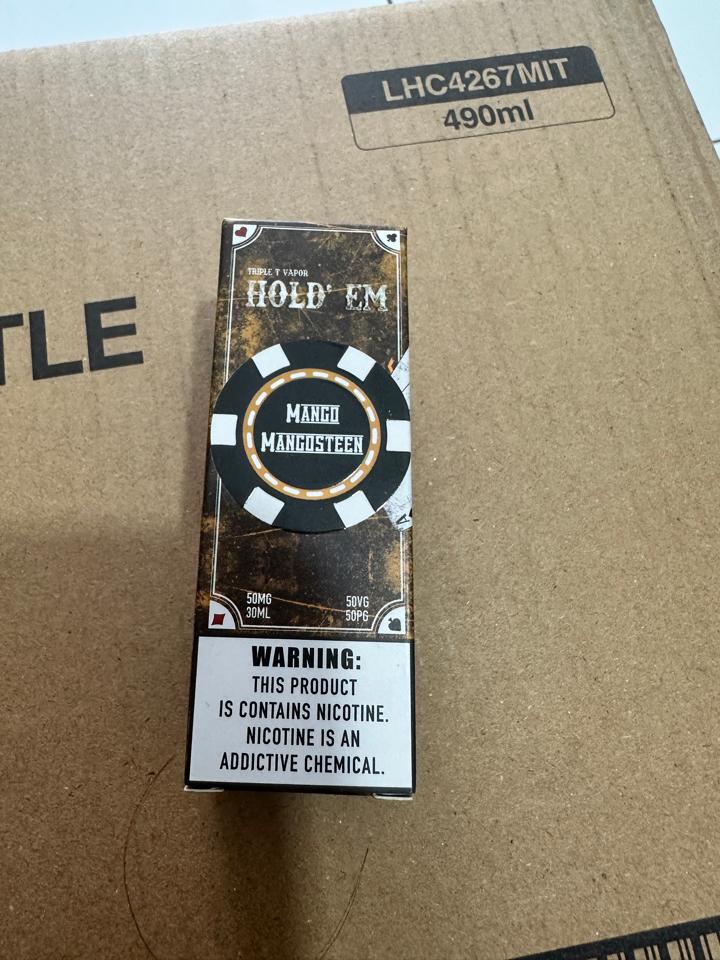 LHC4267MIT
490ml
TLE
TRIPLE T VAPOR
HOLD' EM
MANGO
MANGOSTEEN
50MG
30ML
50VG
50PG
WARNING:
THIS PRODUCT
IS CONTAINS NICOTINE.
NICOTINE IS AN
ADDICTIVE CHEMICAL.